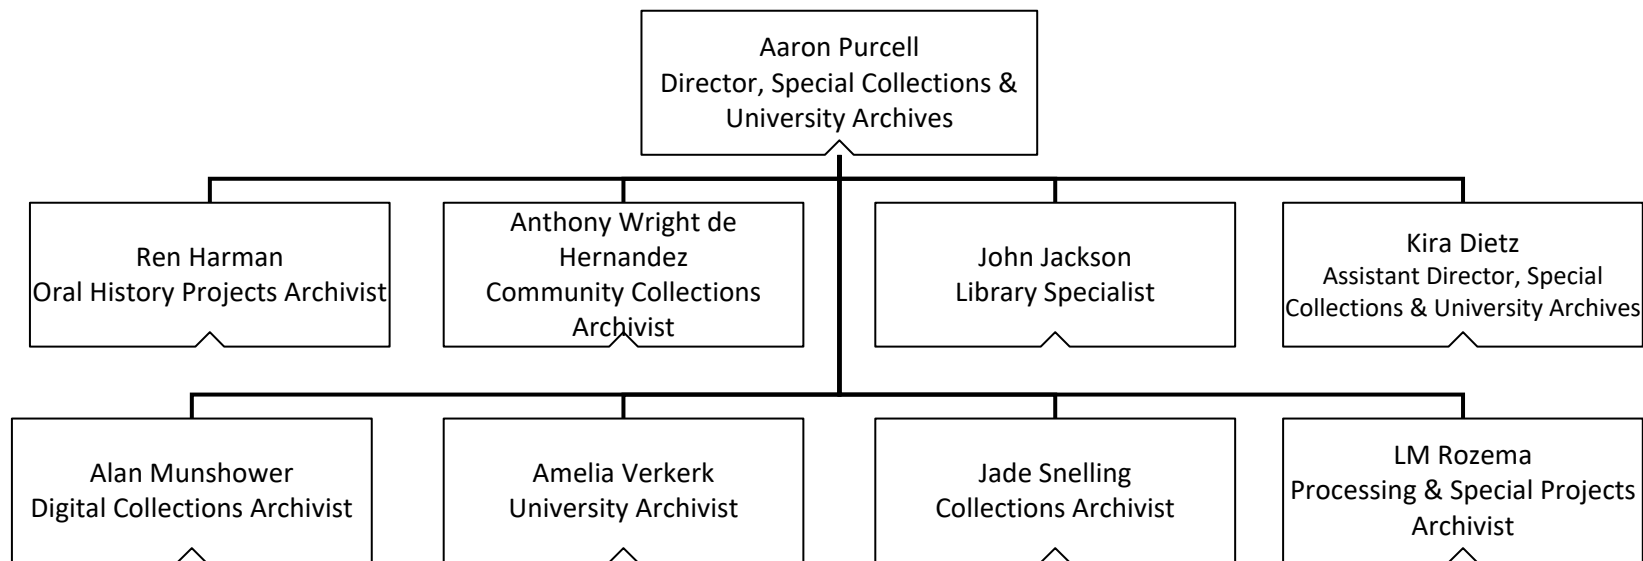 Aaron Purcell
Director, Special Collections &
University Archives
Ren Harman
Oral History Projects Archivist
Anthony Wright de
Hernandez
Community Collections
Archivist
John Jackson
Library Specialist
Kira Dietz
Assistant Director, Special
Collections & University Archives
Alan Munshower
Digital Collections Archivist
Amelia Verkerk
University Archivist
Jade Snelling
Collections Archivist
LM Rozema
Processing & Special Projects
Archivist